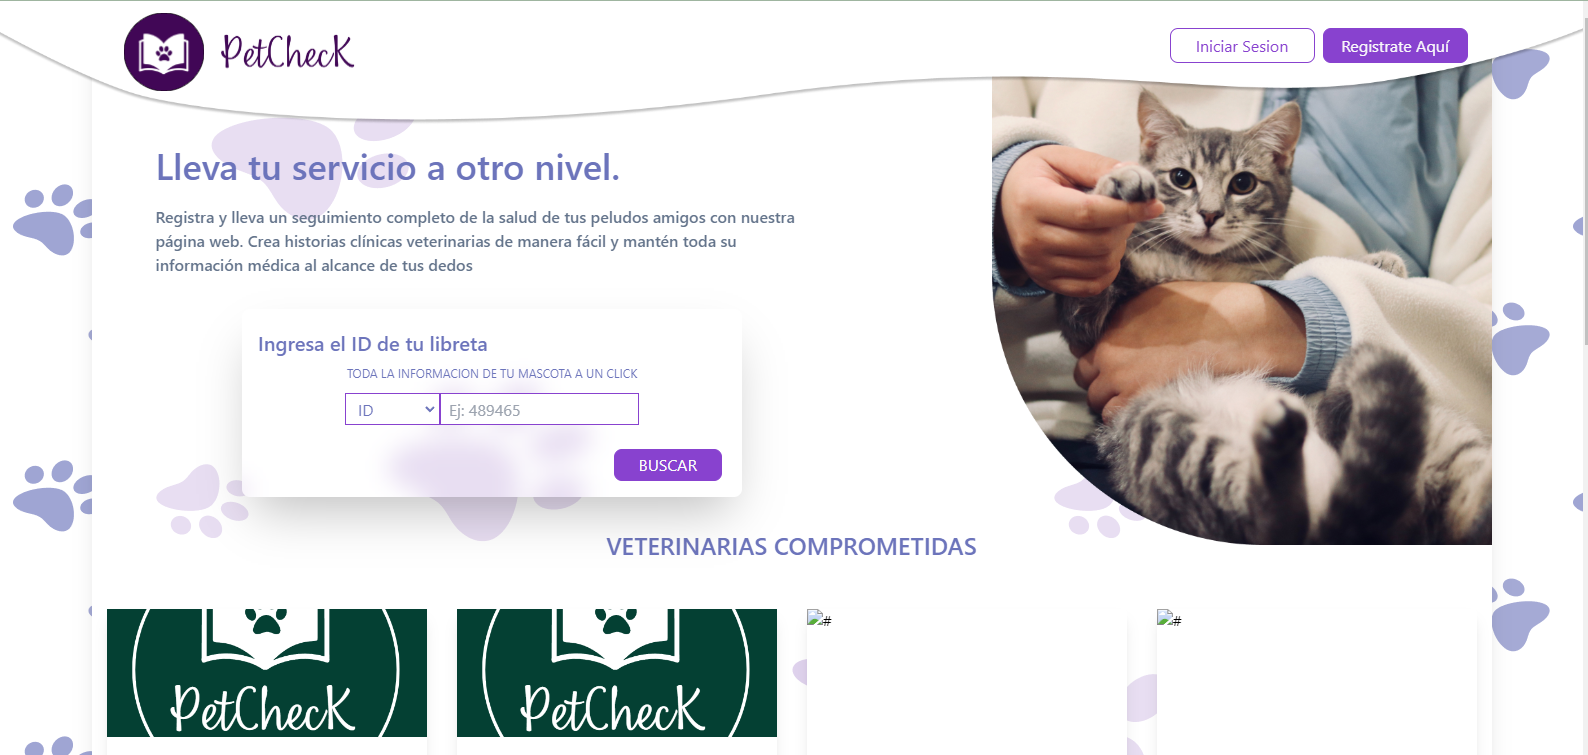 PetChecK
Iniciar Sesion
Registrate Aquí
Lleva tu servicio a otro nivel.
Registra y lleva un seguimiento completo de la salud de tus peludos amigos con nuestra
página web. Crea historias clínicas veterinarias de manera fácil y mantén toda su
información médica al alcance de tus dedos
Ingresa el ID de tu libreta
TODA LA INFORMACION DE TU MASCOTA A UN CLICK
ID
Ej: 489465
BUSCAR
VETERINARIAS COMPROMETIDAS
PetChecK
PetChecK
#
#